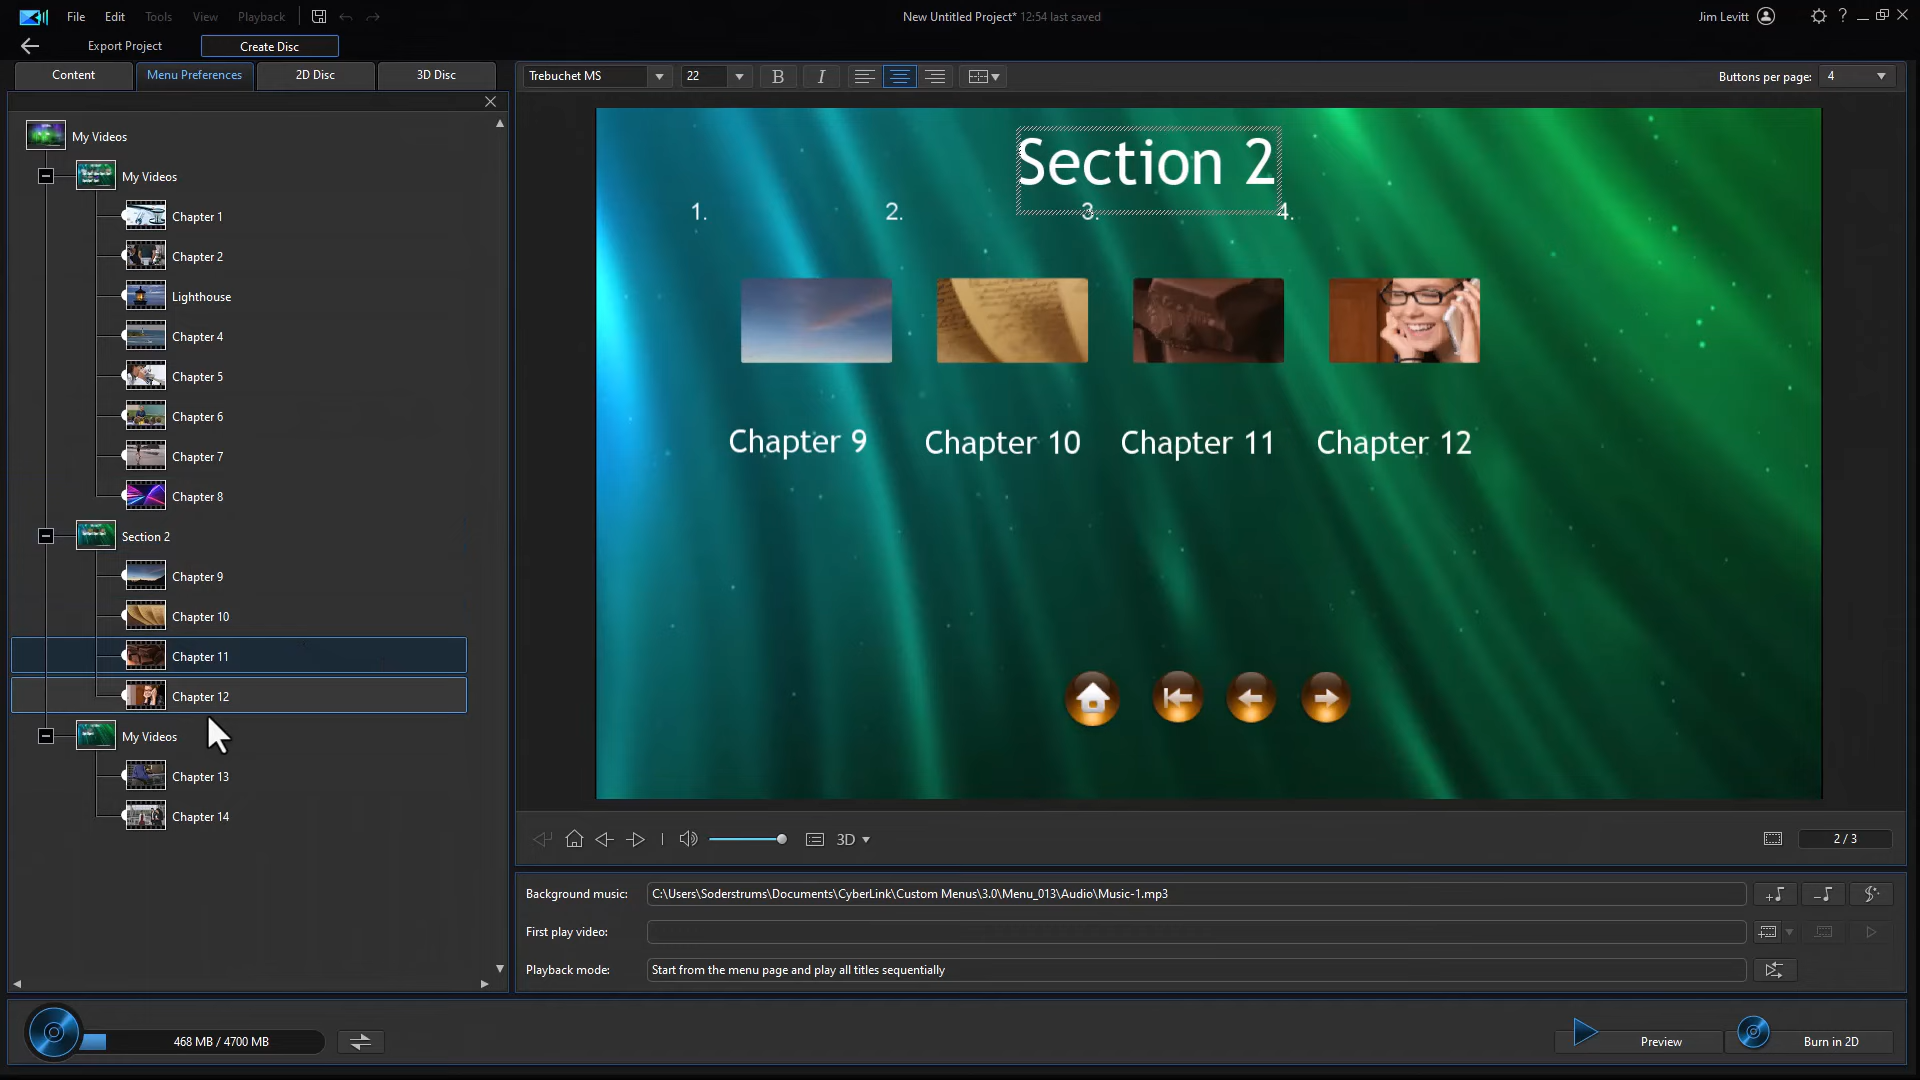 File Edit Tools View Playback
New Untitled Project* 12:54 last saved
Jim Levitt
?
Export Project Create Disc
Content Menu Preferences 2D Disc 3D Disc
Trebuchet MS 22 B I
Buttons per page: 4
My Videos
My Videos
Chapter 1
Chapter 2
Lighthouse
Chapter 4
Chapter 5
Chapter 6
Chapter 7
Chapter 8
Section 2
Chapter 9
Chapter 10
Chapter 11
Chapter 12
My Videos
Chapter 13
Chapter 14
Section 2
1. 2. 3. 4.
Chapter 9 Chapter 10 Chapter 11 Chapter 12
3D
2 / 3
Background music: C:\Users\Soderstrums\Documents\CyberLink\Custom Menus\3.0\Menu_013\Audio\Music-1.mp3
First play video:
Playback mode: Start from the menu page and play all titles sequentially
468 MB / 4700 MB
Preview
Burn in 2D